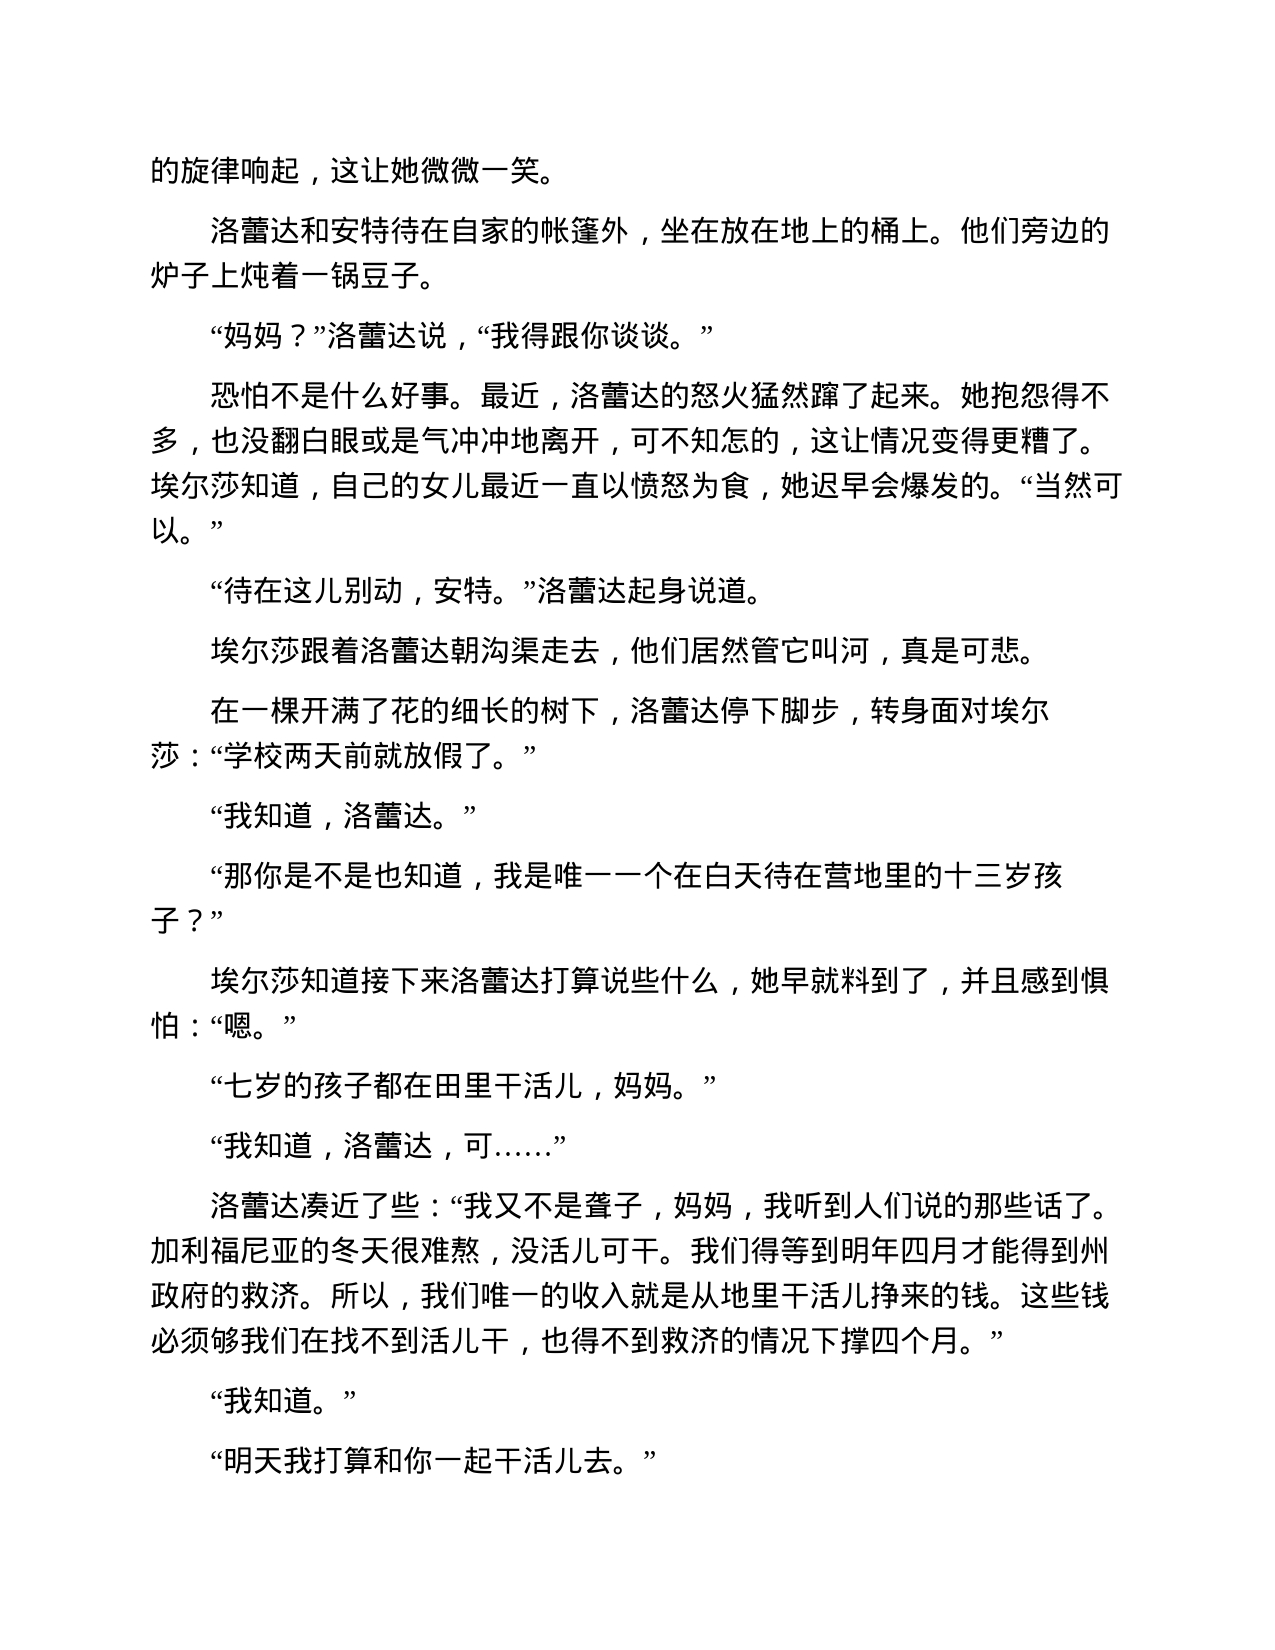 的旋律响起，这让她微微一笑。
洛蕾达和安特待在自家的帐篷外，坐在放在地上的桶上。他们旁边的
炉子上炖着一锅豆子。
“妈妈？”洛蕾达说，“我得跟你谈谈。”
恐怕不是什么好事。最近，洛蕾达的怒火猛然蹿了起来。她抱怨得不
多，也没翻白眼或是气冲冲地离开，可不知怎的，这让情况变得更糟了。
埃尔莎知道，自己的女儿最近一直以愤怒为食，她迟早会爆发的。“当然可
以。”
“待在这儿别动，安特。”洛蕾达起身说道。
埃尔莎跟着洛蕾达朝沟渠走去，他们居然管它叫河，真是可悲。
在一棵开满了花的细长的树下，洛蕾达停下脚步，转身面对埃尔
莎：“学校两天前就放假了。”
“我知道，洛蕾达。”
“那你是不是也知道，我是唯一一个在白天待在营地里的十三岁孩
子？”
埃尔莎知道接下来洛蕾达打算说些什么，她早就料到了，并且感到惧
怕：“嗯。”
“七岁的孩子都在田里干活儿，妈妈。”
“我知道，洛蕾达，可……”
洛蕾达凑近了些：“我又不是聋子，妈妈，我听到人们说的那些话了。
加利福尼亚的冬天很难熬，没活儿可干。我们得等到明年四月才能得到州
政府的救济。所以，我们唯一的收入就是从地里干活儿挣来的钱。这些钱
必须够我们在找不到活儿干，也得不到救济的情况下撑四个月。”
“我知道。”
“明天我打算和你一起干活儿去。”